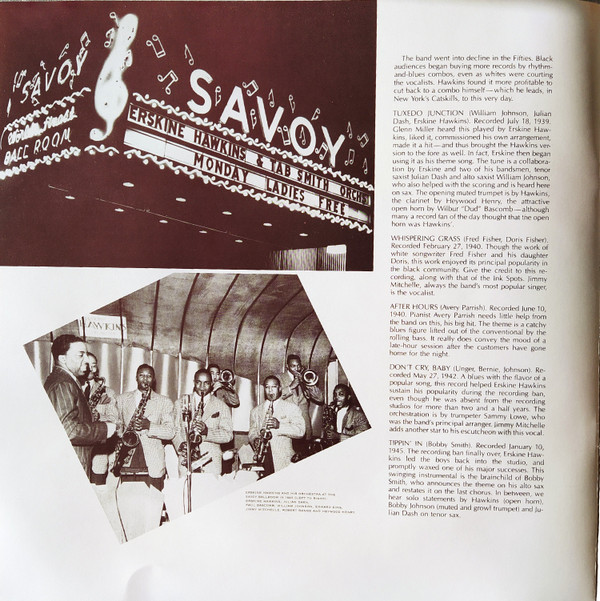 SAVOY
BALL ROOM
SAVOY
ERSKINE HAWKINS & TAB SMITH ORCHS
MONDAY LADIES FREE
HAWKINS
ERSKINE HAWKINS AND HIS ORCHESTRA AT THE
The band went into decline in the Fifties. Black
audiences began buying more records by rhythm-
and-blues combos, even as whites were courting
the vocalists. Hawkins found it more profitable to
cut back to a combo himself—which he leads, in
New York's Catskills, to this very day.
TUXEDO JUNCTION (William Johnson, Julian
Dash, Erskine Hawkins). Recorded July 18, 1939.
Glenn Miller heard this played by Erskine Haw-
kins, liked it, commissioned his own arrangement,
made it a hit—and thus brought the Hawkins ver-
sion to the fore as well. In fact, Erskine then began
using it as his theme song. The tune is a collabora-
tion by Erskine and two of his bandsmen, tenor
saxist Julian Dash and alto saxist William Johnson,
who also helped with the scoring and is heard here
on sax. The opening muted trumpet is by Hawkins,
the clarinet by Heywood Henry, the attractive
open horn by Wilbur "Dud" Bascomb—although
many a record fan of the day thought that the open
horn was Hawkins'.
WHISPERING GRASS (Fred Fisher, Doris Fisher).
Recorded February 27, 1940. Though the work of
white songwriter Fred Fisher and his daughter
Doris, this work enjoyed its principal popularity in
the black community. Give the credit to this re-
cording, along with that of the Ink Spots. Jimmy
Mitchelle, always the band's most popular singer,
is the vocalist.
AFTER HOURS (Avery Parrish). Recorded June 10,
1940. Pianist Avery Parrish needs little help from
the band on this, his big hit. The theme is a catchy
blues figure lifted out of the conventional by the
rolling bass. It really does convey the mood of a
late-hour session after the customers have gone
home for the night.
DON'T CRY, BABY (Unger, Bernie, Johnson). Re-
corded May 27, 1942. A blues with the flavor of a
popular song, this record helped Erskine Hawkins
sustain his popularity during the recording ban,
even though he was absent from the recording
studios for more than two and a half years. The
orchestration is by trumpeter Sammy Lowe, who
was the band's principal arranger. Jimmy Mitchelle
adds another star to his escutcheon with this vocal.
TIPPIN' IN (Bobby Smith). Recorded January 10,
1945. The recording ban finally over, Erskine Haw-
kins led the boys back into the studio, and
promptly waxed one of his major successes. This
swinging instrumental is the brainchild of Bobby
Smith, who announces the theme on his alto sax
and restates it on the last chorus. In between, we
hear solo statements by Hawkins (open horn),
Bobby Johnson (muted and growl trumpet) and Ju-
lian Dash on tenor sax.